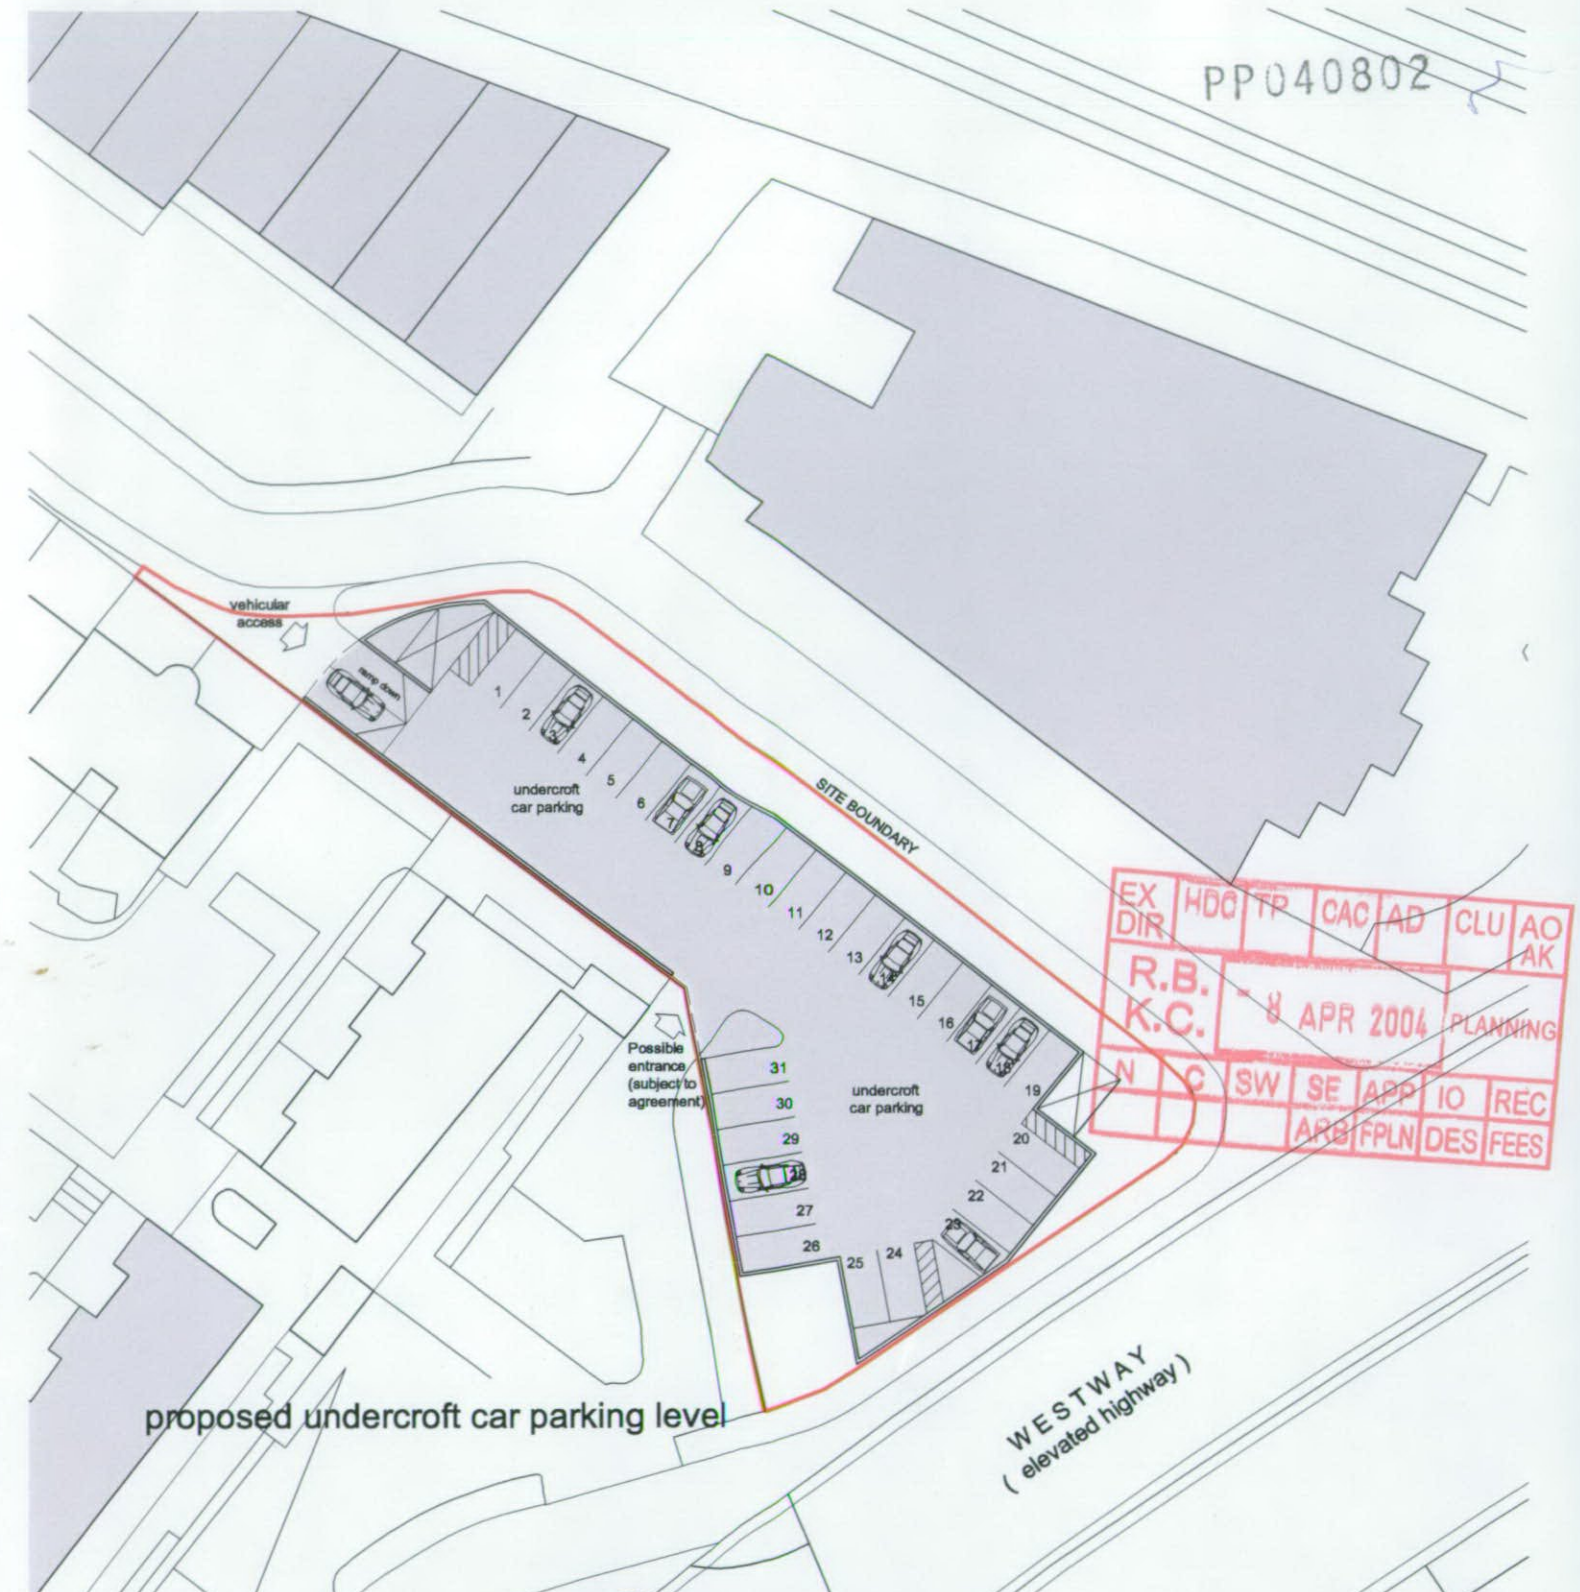 PP040802
vehicular
access
ramp down
1
2
3
4
5
6
7
8
9
10
11
12
13
14
15
16
17
18
19
20
21
22
23
24
25
26
27
28
29
30
31
undercroft
car parking
SITE BOUNDARY
Possible
entrance
(subject to
agreement)
undercroft
car parking
EX DIR HDC TP CAC AD CLU AO AK
R.B.
K.C.
- 8 APR 2004 PLANNING
N C SW SE APP IO REC
ARB FPLN DES FEES
WESTWAY
( elevated highway )
proposed undercroft car parking level